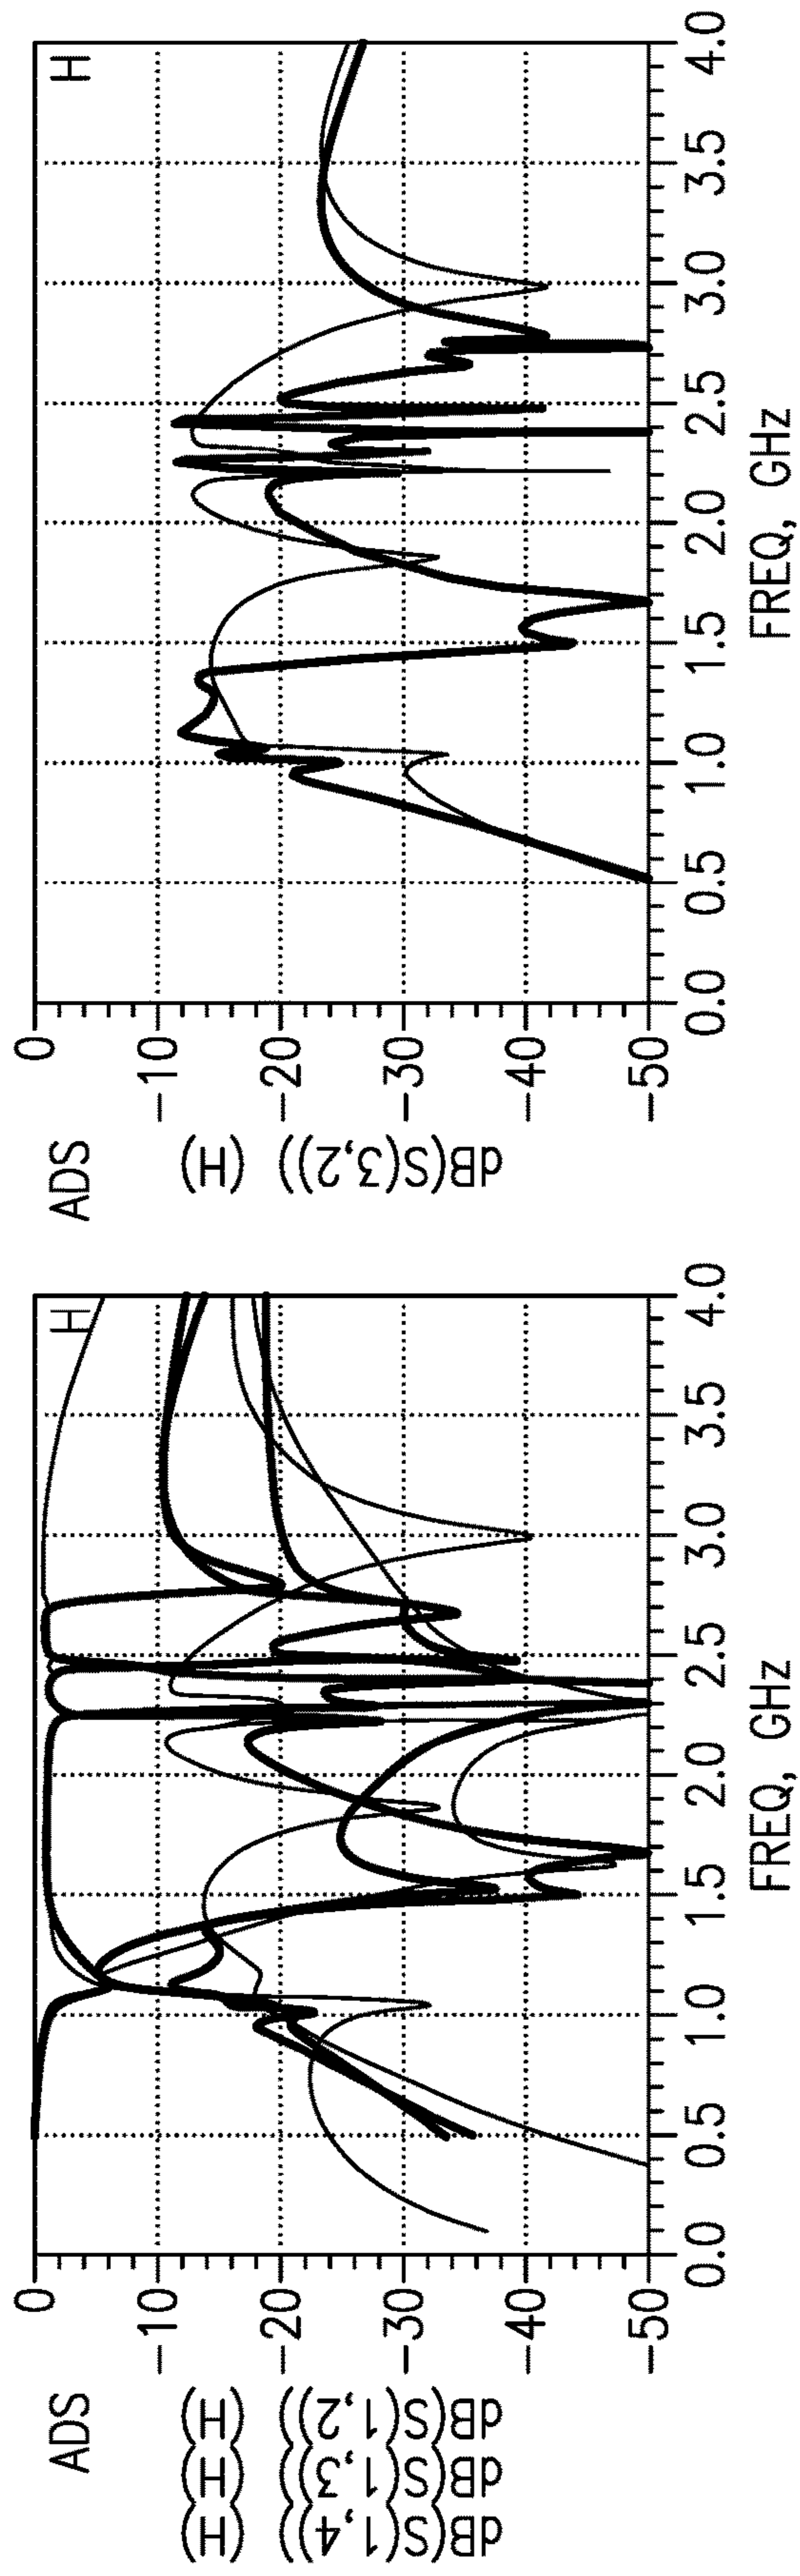 ADS
H
dB(S(1,4)) (H)
dB(S(1,3)) (H)
dB(S(1,2)) (H)
0
−10
−20
−30
−40
−50
0.0 0.5 1.0 1.5 2.0 2.5 3.0 3.5 4.0
FREQ, GHz
ADS
H
dB(S(3,2)) (H)
0
−10
−20
−30
−40
−50
0.0 0.5 1.0 1.5 2.0 2.5 3.0 3.5 4.0
FREQ, GHz